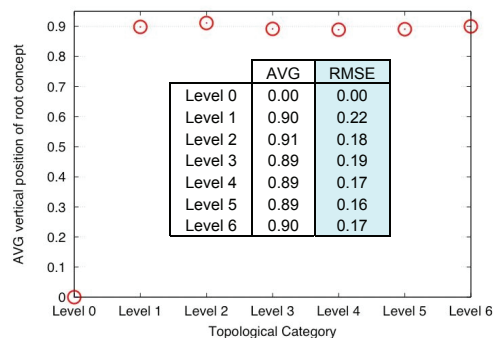 0.9
0.8
0.7
0.6
0.5
0.4
0.3
0.2
0.1
0
AVG vertical position of root concept
AVG RMSE
Level 0 0.00 0.00
Level 1 0.90 0.22
Level 2 0.91 0.18
Level 3 0.89 0.19
Level 4 0.89 0.17
Level 5 0.89 0.16
Level 6 0.90 0.17
Level 0 Level 1 Level 2 Level 3 Level 4 Level 5 Level 6
Topological Category